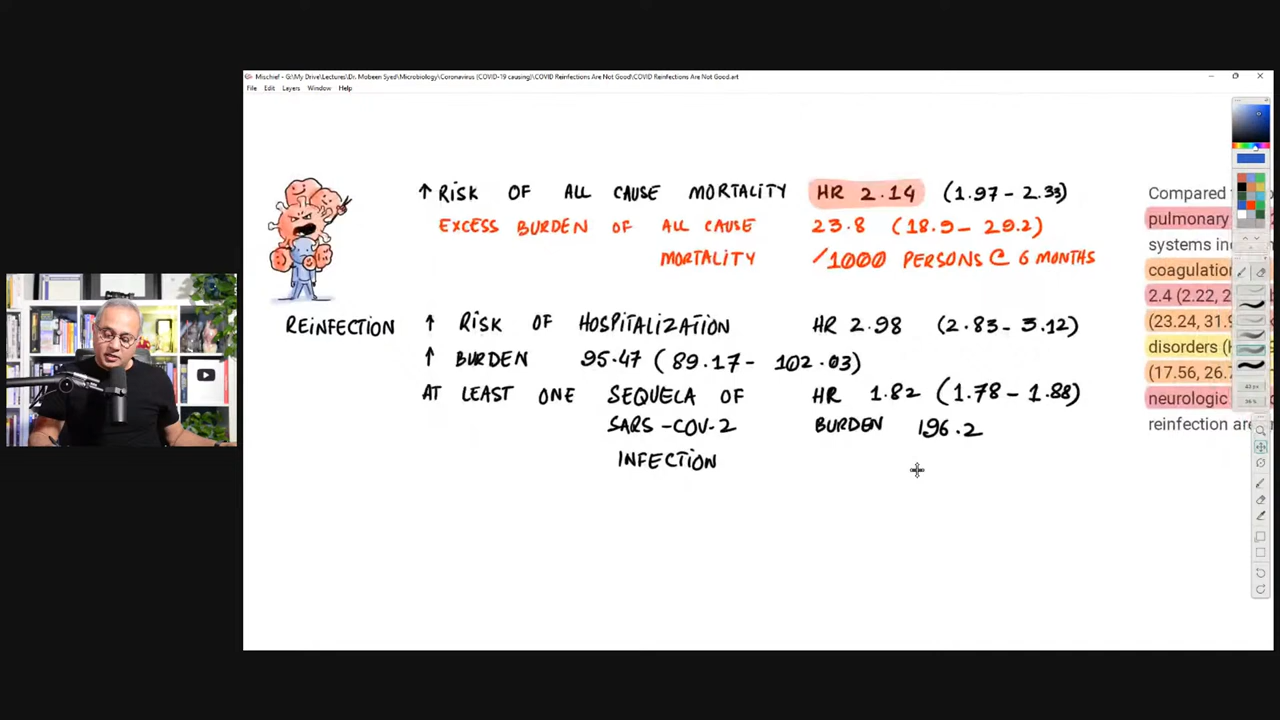 Mischief - G:\My Drive\Lectures\Dr. Mobeen Syed\Microbiology\Coronavirus (COVID-19 causing)\COVID Reinfections Are Not Good\COVID Reinfections Are Not Good.art
File Edit Layers Window Help
↑ RISK OF ALL CAUSE MORTALITY HR 2.14 (1.97 - 2.33)
EXCESS BURDEN OF ALL CAUSE 23.8 (18.9 - 29.2)
MORTALITY /1000 PERSONS @ 6 MONTHS
REINFECTION ↑ RISK OF HOSPITALIZATION HR 2.98 (2.83 - 3.12)
↑ BURDEN 95.47 (89.17 - 102.03)
AT LEAST ONE SEQUELA OF HR 1.82 (1.78 - 1.88)
SARS-COV-2 BURDEN 196.2
INFECTION
Compared
pulmonary
systems in
coagulation
2.4 (2.22, 2
(23.24, 31.9
disorders (
(17.56, 26.7
neurologic
reinfection are